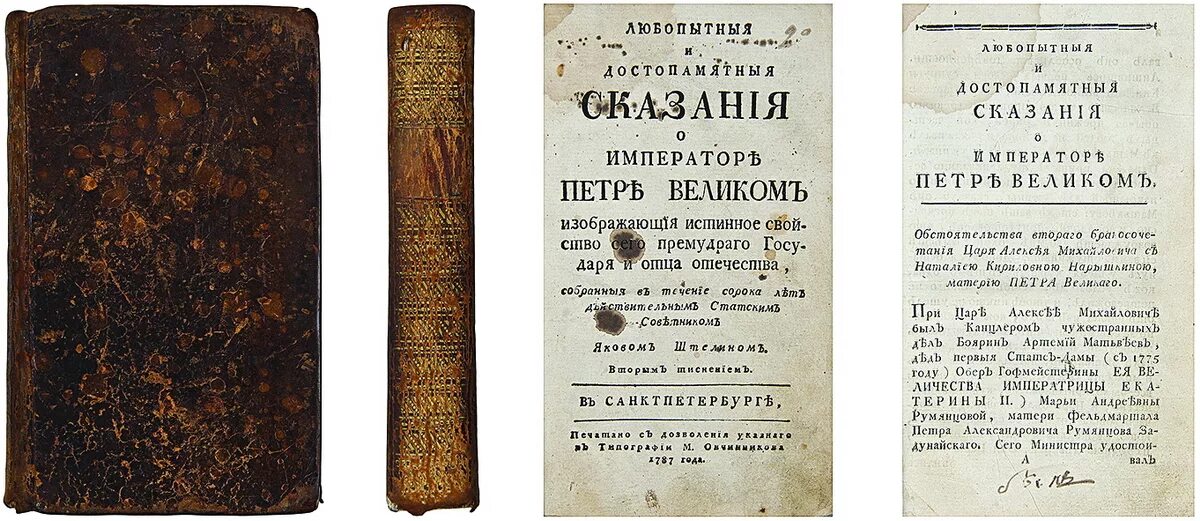 ЛЮБОПЫТНЫЯ
И
ДОСТОПАМЯТНЫЯ
СКАЗАНІЯ
О
ИМПЕРАТОРѢ
ПЕТРѢ ВЕЛИКОМЪ
изображающія истинное свой-
ство сего премудраго Госу-
даря и отца отечества,
собранныя въ теченіе сорока лѣтъ
дѣйствительнымъ Статскимъ
Совѣтникомъ
Яковомъ Штелиномъ.
Вторымъ тисненіемъ.
ВЪ САНКТПЕТЕРБУРГѢ,
Печатано съ дозволенія указнаго
въ Типографіи М. Овчинникова
1787 года.
ЛЮБОПЫТНЫЯ
И
ДОСТОПАМЯТНЫЯ
СКАЗАНІЯ
О
ИМПЕРАТОРѢ
ПЕТРѢ ВЕЛИКОМЪ.
Обстоятельства втораго бракосоче-
танія Царя Алексѣя Михайловича съ
Наталіею Кириловною Нарышкиною,
матерію ПЕТРА Великаго.
При Царѣ Алексѣѣ Михайловичѣ
былъ Канцлеромъ чужостранныхъ
дѣлъ Бояринъ Артемій Матвѣевъ,
дѣдъ первыя Статсъ-Дамы (съ 1775
году) Оберъ Гофмейстерины ЕЯ ВЕ-
ЛИЧЕСТВА ИМПЕРАТРИЦЫ ЕКА-
ТЕРИНЫ II.) Марьи Андреѣвны
Румянцовой, матери Фельдмаршала
Петра Александровича Румянцова За-
дунайскаго. Сего Министра удостои-
А валъ